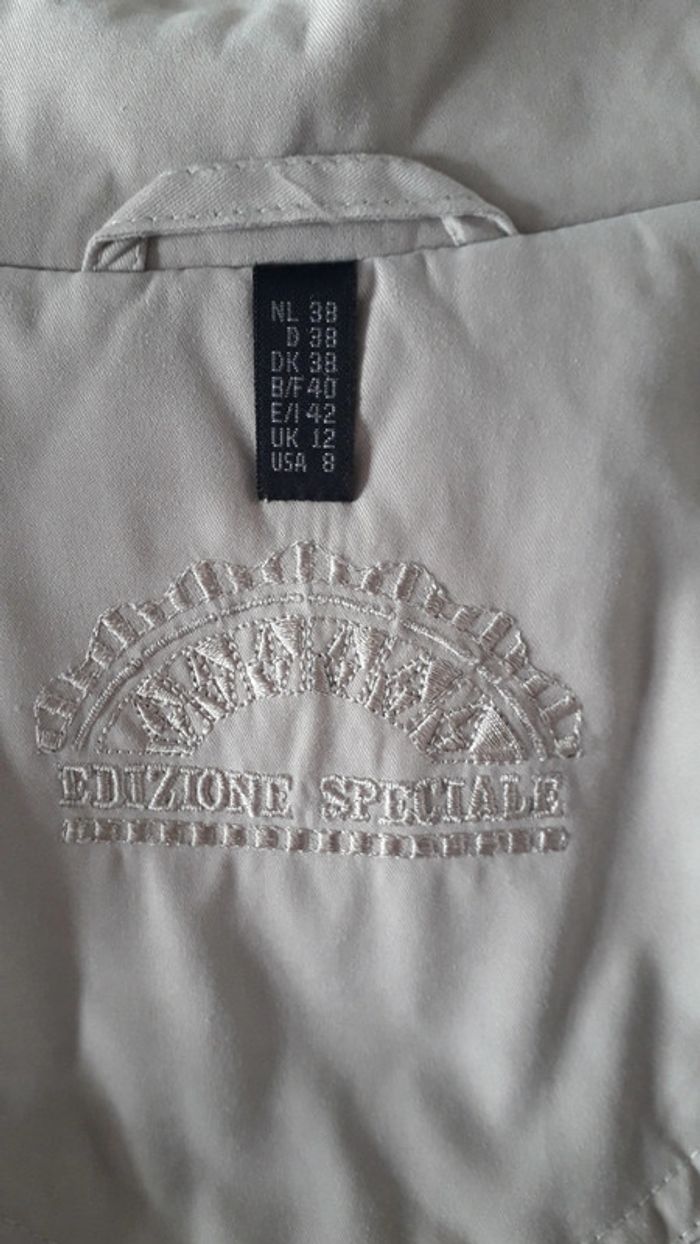 NL 38
D 38
DK 38
B/F 40
E/I 42
UK 12
USA 8
EDIZIONE SPECIALE